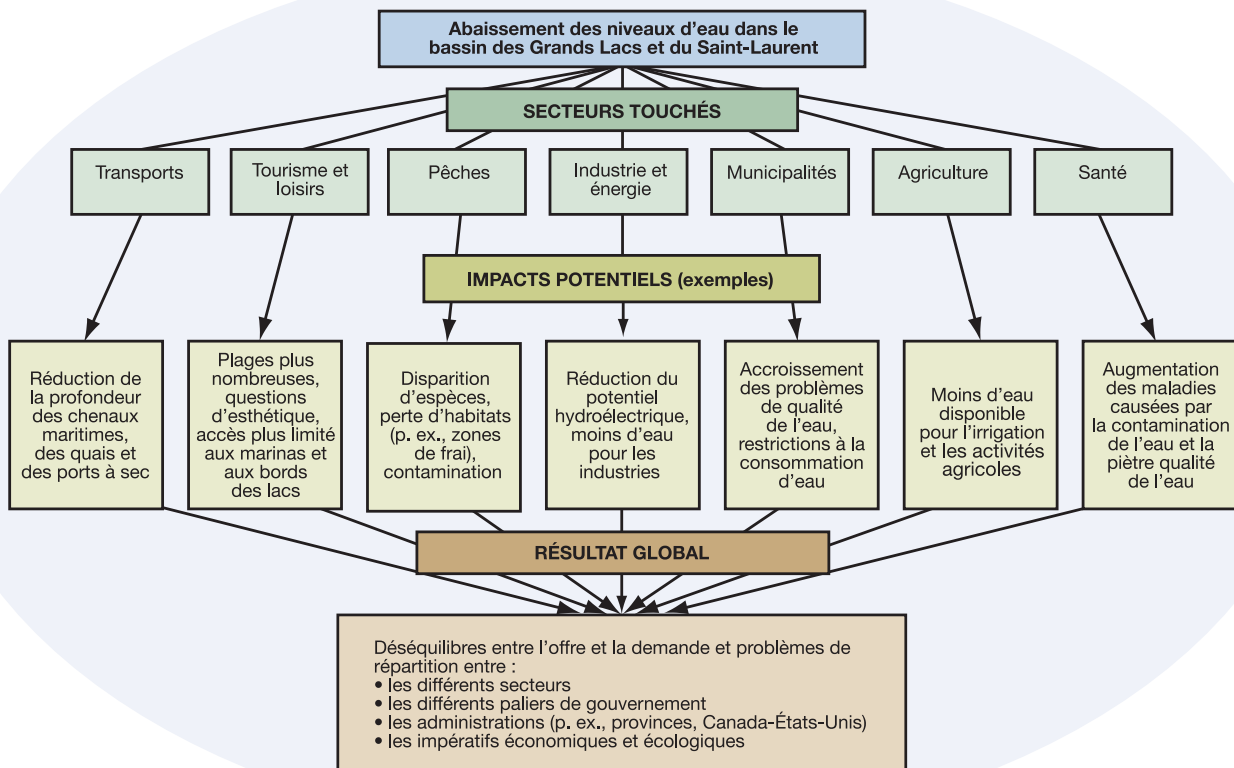 Abaissement des niveaux d'eau dans le
bassin des Grands Lacs et du Saint-Laurent
SECTEURS TOUCHÉS
Transports
Tourisme et
loisirs
Pêches
Industrie et
énergie
Municipalités
Agriculture
Santé
IMPACTS POTENTIELS (exemples)
Réduction de
la profondeur
des chenaux
maritimes,
des quais et
des ports à sec
Plages plus
nombreuses,
questions
d'esthétique,
accès plus limité
aux marinas et
aux bords
des lacs
Disparition
d'espèces,
perte d'habitats
(p. ex., zones
de frai),
contamination
Réduction du
potentiel
hydroélectrique,
moins d'eau
pour les
industries
Accroissement
des problèmes
de qualité
de l'eau,
restrictions à la
consommation
d'eau
Moins d'eau
disponible
pour l'irrigation
et les activités
agricoles
Augmentation
des maladies
causées par
la contamination
de l'eau et la
piètre qualité
de l'eau
RÉSULTAT GLOBAL
Déséquilibres entre l'offre et la demande et problèmes de
répartition entre :
• les différents secteurs
• les différents paliers de gouvernement
• les administrations (p. ex., provinces, Canada-États-Unis)
• les impératifs économiques et écologiques